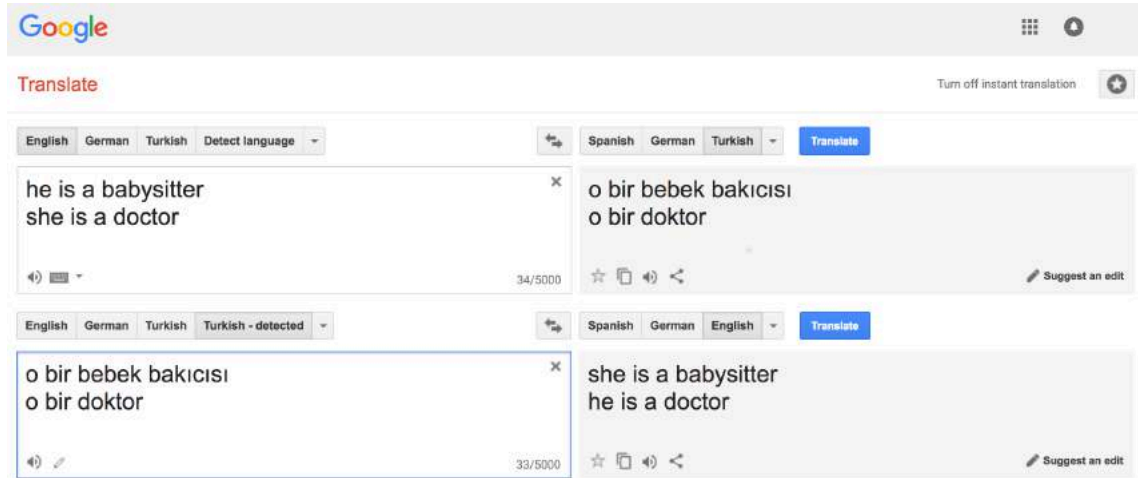 Google
Translate
Turn off instant translation
English German Turkish Detect language
Spanish German Turkish Translate
he is a babysitter
she is a doctor
34/5000
o bir bebek bakıcısı
o bir doktor
Suggest an edit
English German Turkish Turkish - detected
Spanish German English Translate
o bir bebek bakıcısı
o bir doktor
33/5000
she is a babysitter
he is a doctor
Suggest an edit